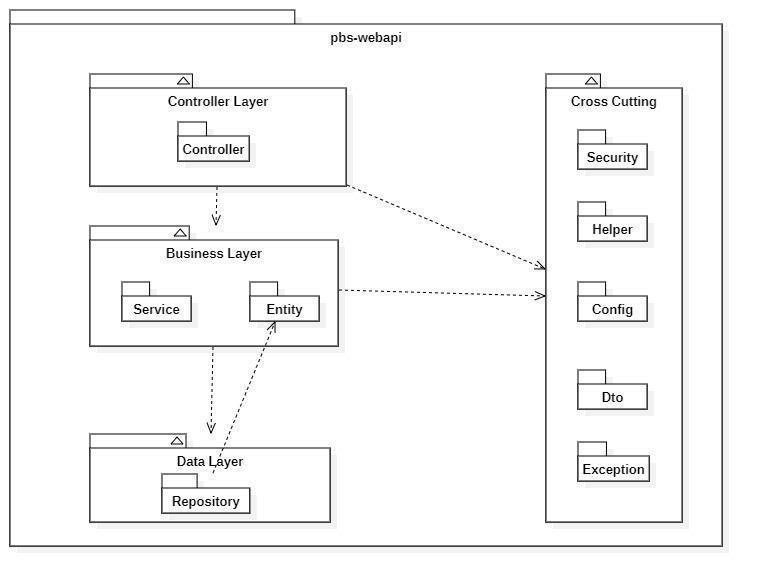 pbs-webapi
Controller Layer
Controller
Business Layer
Service
Entity
Data Layer
Repository
Cross Cutting
Security
Helper
Config
Dto
Exception